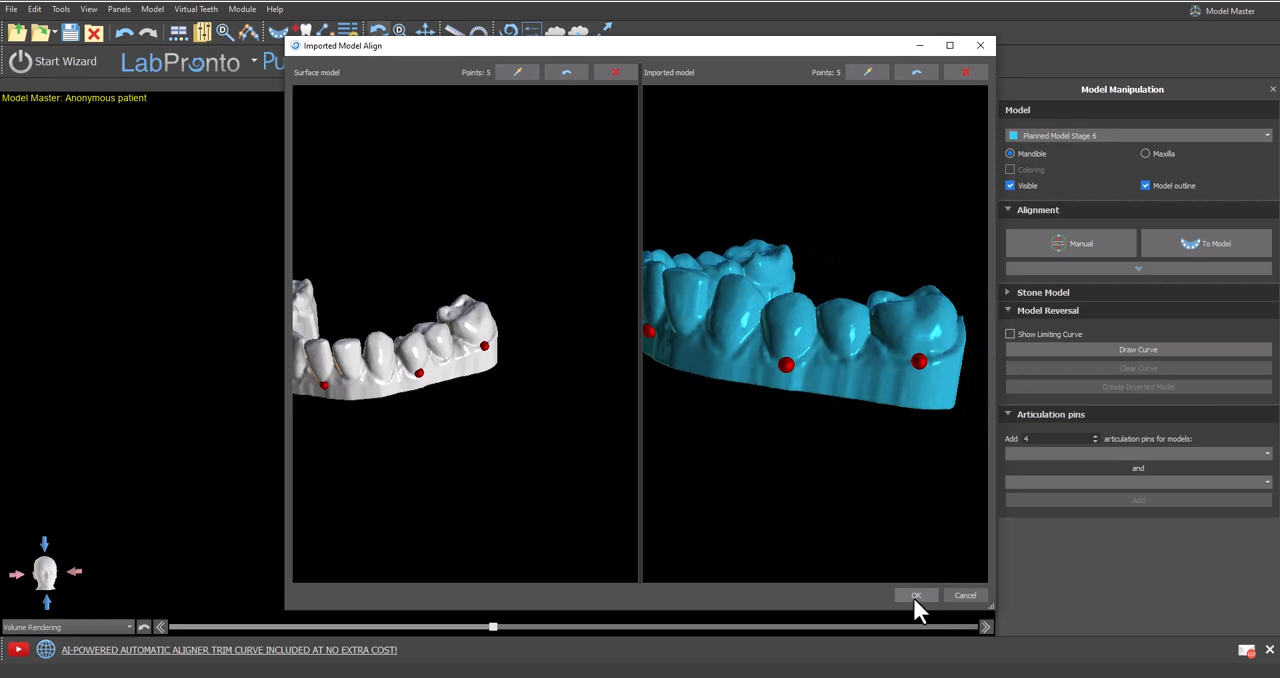 File Edit Tools View Panels Model Virtual Teeth Module Help
Model Master
Start Wizard
LabPronto
Pu
Imported Model Align
Model Master: Anonymous patient
Surface model
Points: 5
Imported model
Points: 5
OK
Cancel
Model Manipulation
Model
Planned Model Stage 6
Mandible
Maxilla
Coloring
Visible
Model outline
Alignment
Manual
To Model
Stone Model
Model Reversal
Show Limiting Curve
Draw Curve
Clear Curve
Create Inverted Model
Articulation pins
Add 4 articulation pins for models:
and
Add
Volume Rendering
AI-POWERED AUTOMATIC ALIGNER TRIM CURVE INCLUDED AT NO EXTRA COST!